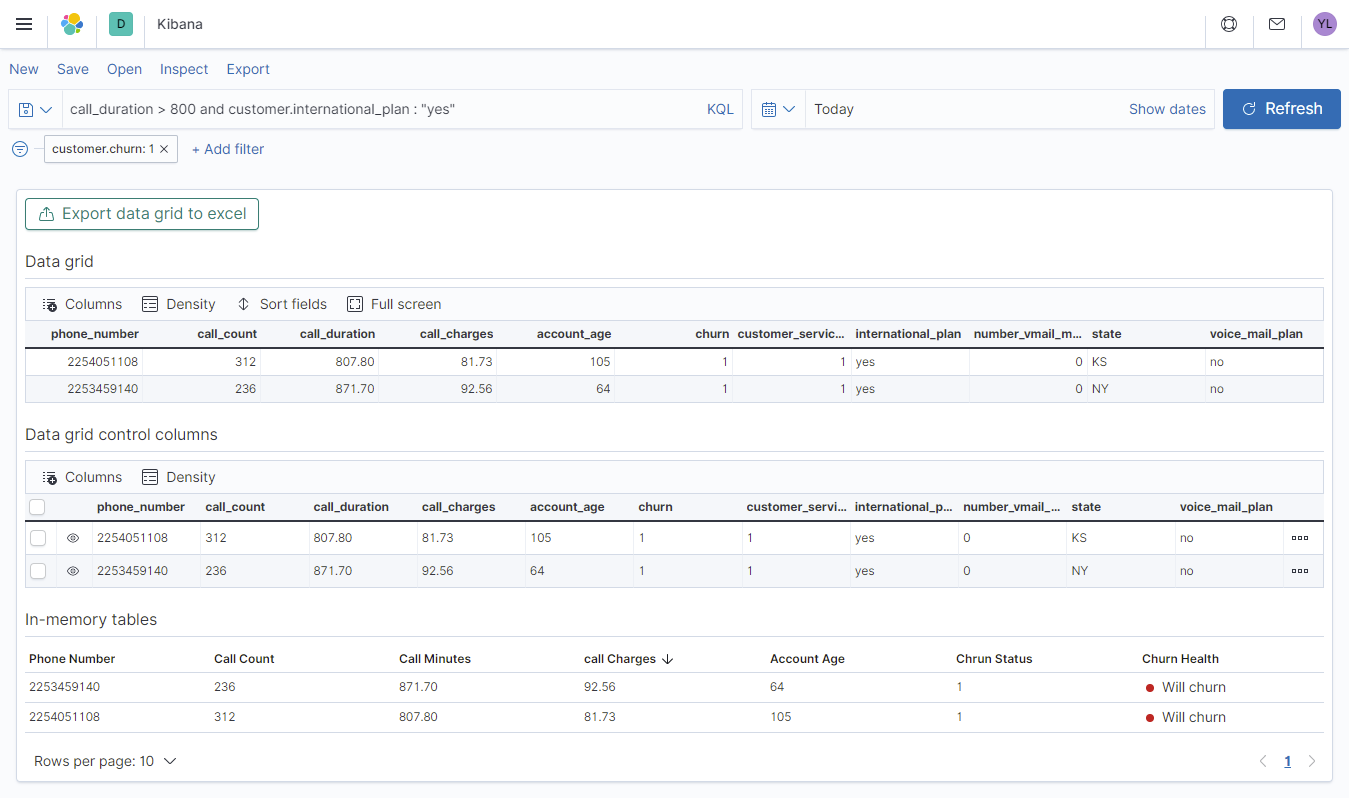 D Kibana YL
New Save Open Inspect Export
call_duration > 800 and customer.international_plan : "yes" KQL Today Show dates Refresh
customer.churn: 1 × + Add filter
Export data grid to excel
Data grid
Columns Density Sort fields Full screen
phone_number call_count call_duration call_charges account_age churn customer_servic... international_plan number_vmail_m... state voice_mail_plan
2254051108 312 807.80 81.73 105 1 1 yes 0 KS no
2253459140 236 871.70 92.56 64 1 1 yes 0 NY no
Data grid control columns
Columns Density
phone_number call_count call_duration call_charges account_age churn customer_servi... international_p... number_vmail_... state voice_mail_plan
2254051108 312 807.80 81.73 105 1 1 yes 0 KS no
2253459140 236 871.70 92.56 64 1 1 yes 0 NY no
In-memory tables
Phone Number Call Count Call Minutes call Charges Account Age Chrun Status Churn Health
2253459140 236 871.70 92.56 64 1 Will churn
2254051108 312 807.80 81.73 105 1 Will churn
Rows per page: 10 1